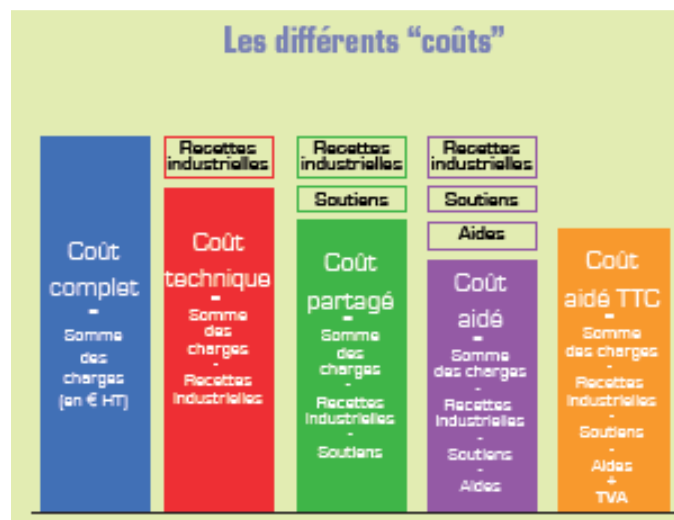 Les différents “coûts”
Coût
complet
=
Somme
des
charges
(en € HT)
Recettes
industrielles
Coût
technique
=
Somme
des
charges
-
Recettes
Industrielles
Recettes
industrielles
Soutiens
Coût
partagé
=
Somme
des
charges
-
Recettes
Industrielles
-
Soutiens
Recettes
industrielles
Soutiens
Aides
Coût
aidé
=
Somme
des charges
-
Recettes
Industrielles
-
Soutiens
-
Aides
Coût
aidé TTC
=
Somme
des charges
-
Recettes
Industrielles
-
Soutiens
-
Aides
+
TVA